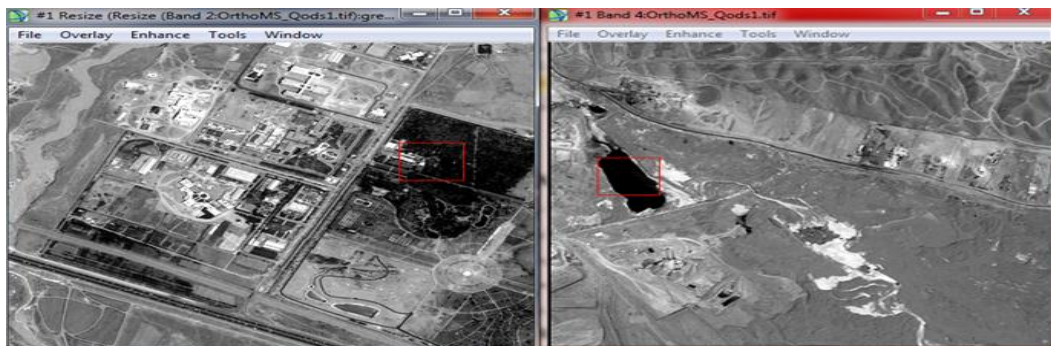 #1 Resize (Resize (Band 2:OrthoMS_Qods1.tif):gre...
File Overlay Enhance Tools Window
#1 Band 4:OrthoMS_Qods1.tif
File Overlay Enhance Tools Window